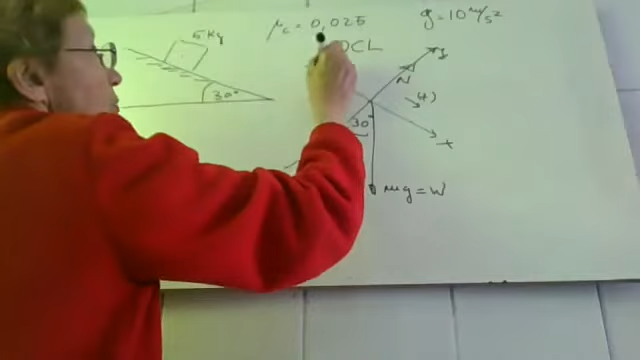 5 Kg
μc = 0,025
g = 10 m/s²
DCL
30°
y
N
(+)
30°
x
mg = W